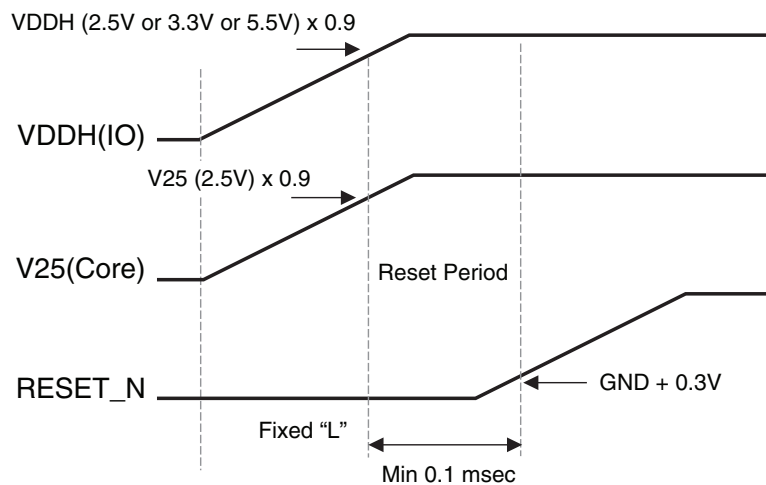 VDDH (2.5V or 3.3V or 5.5V) x 0.9
VDDH(IO)
V25 (2.5V) x 0.9
V25(Core)
Reset Period
RESET_N
GND + 0.3V
Fixed “L”
Min 0.1 msec